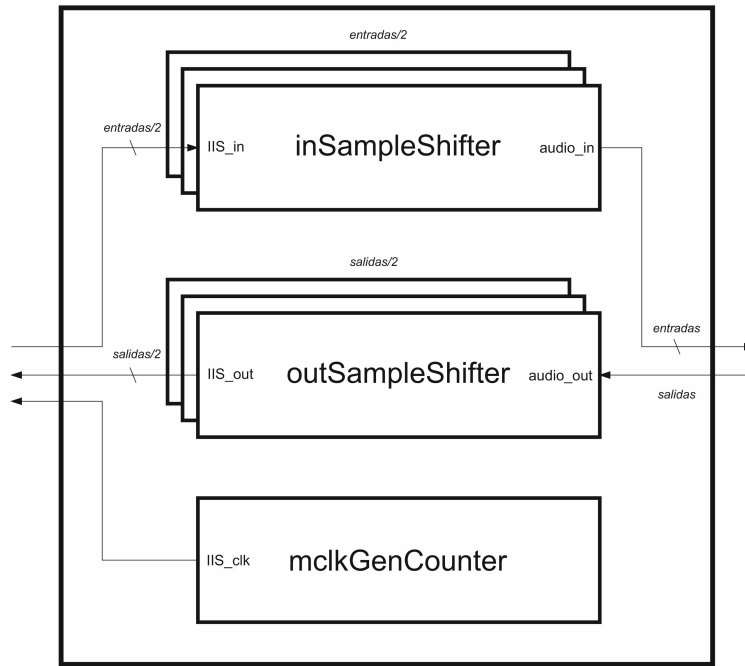 entradas/2
entradas/2
IIS_in
inSampleShifter
audio_in
salidas/2
entradas
salidas/2
IIS_out
outSampleShifter
audio_out
salidas
IIS_clk
mclkGenCounter